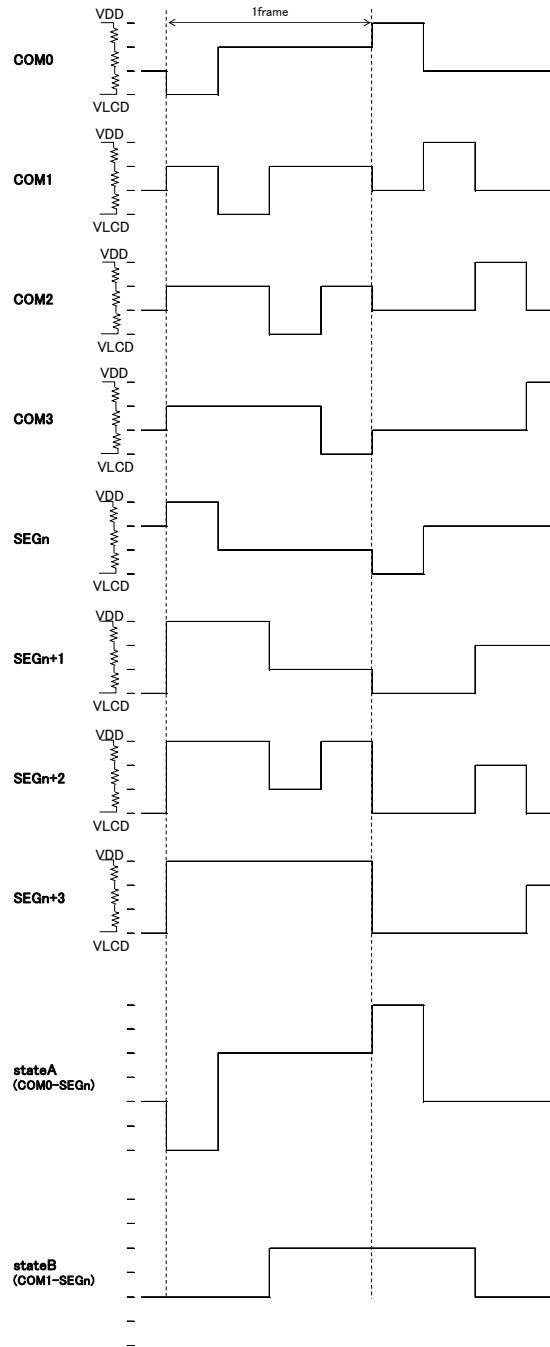 1frame
VDD
COM0
VLCD
VDD
COM1
VLCD
VDD
COM2
VLCD
VDD
COM3
VLCD
VDD
SEGn
VLCD
VDD
SEGn+1
VLCD
VDD
SEGn+2
VLCD
VDD
SEGn+3
VLCD
stateA
(COM0-SEGn)
stateB
(COM1-SEGn)